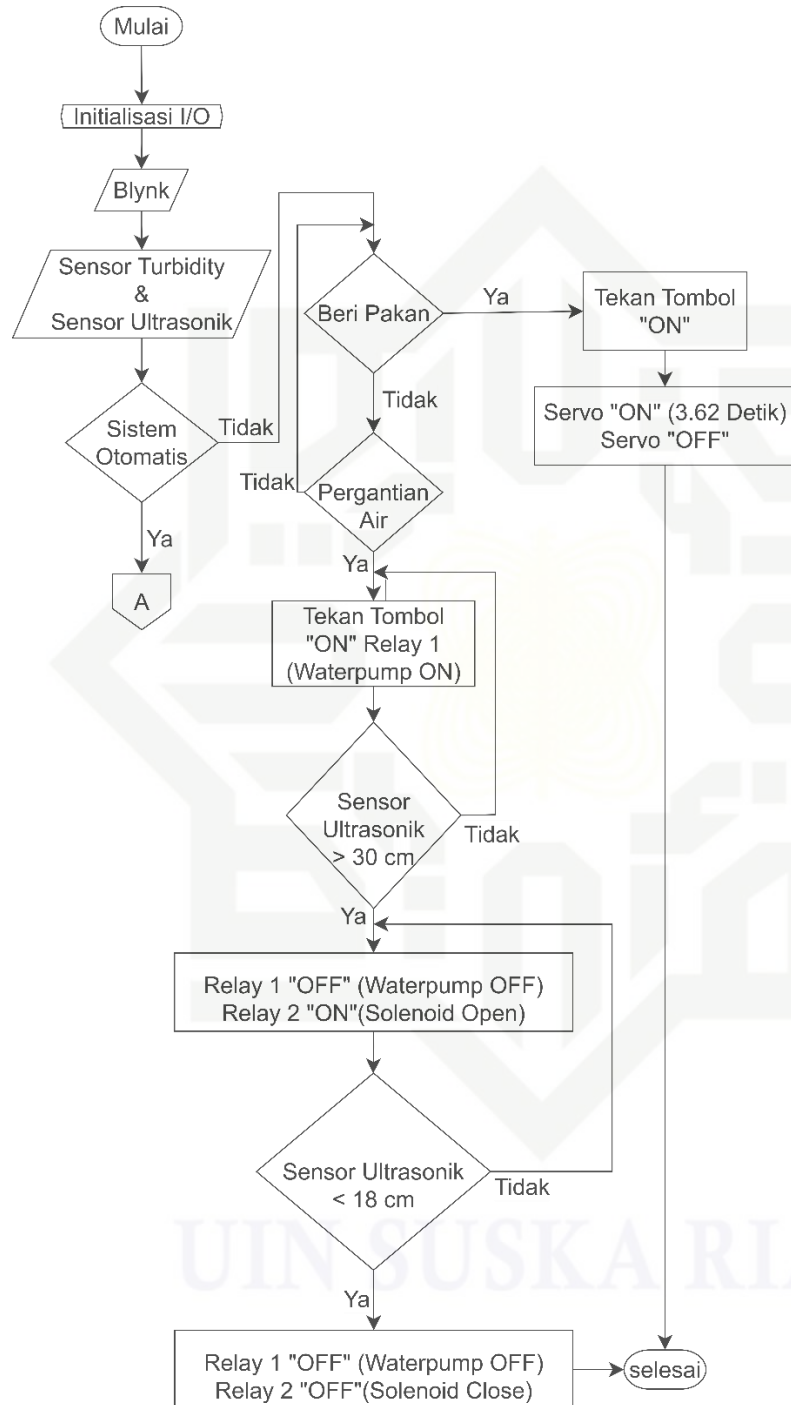 Mulai
Initialisasi I/O
Blynk
Sensor Turbidity
&
Sensor Ultrasonik
Sistem
Otomatis
Tidak
Ya
A
Beri Pakan
Ya
Tekan Tombol
"ON"
Servo "ON" (3.62 Detik)
Servo "OFF"
Tidak
Pergantian
Air
Tidak
Ya
Tekan Tombol
"ON" Relay 1
(Waterpump ON)
Sensor
Ultrasonik
> 30 cm
Tidak
Ya
Relay 1 "OFF" (Waterpump OFF)
Relay 2 "ON"(Solenoid Open)
Sensor Ultrasonik
< 18 cm
Tidak
Ya
Relay 1 "OFF" (Waterpump OFF)
Relay 2 "OFF"(Solenoid Close)
selesai
UIN SUSKA